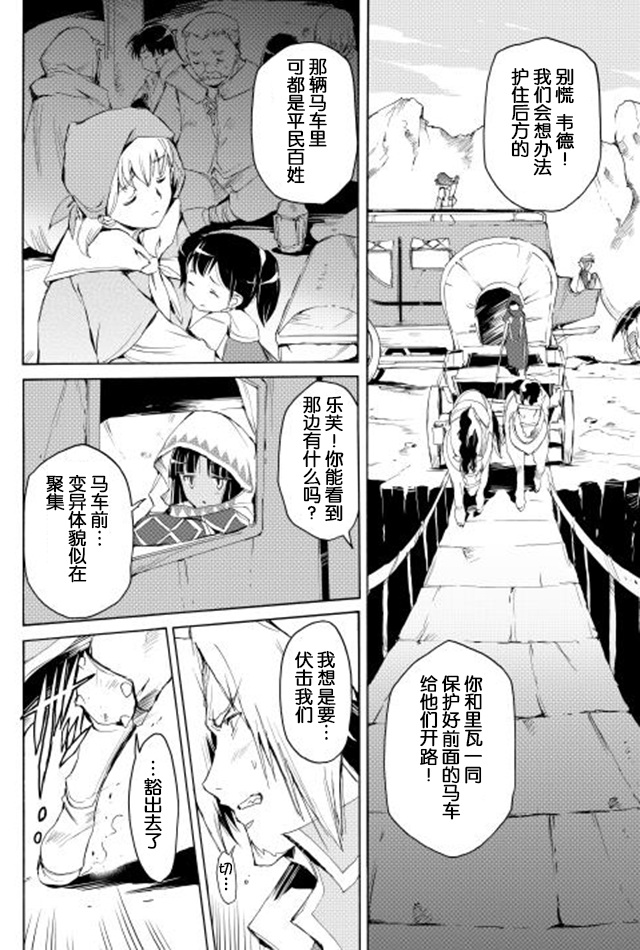 别慌 韦德！
我们会想办法
护住后方的
你和里瓦一同
保护好前面的马车
给他们开路！
那辆马车里
可都是平民百姓
乐芙！你能看到
那边有什么吗？
马车前…
变异体貌似在
聚集
我想是要…
伏击我们
切…
…豁出去了